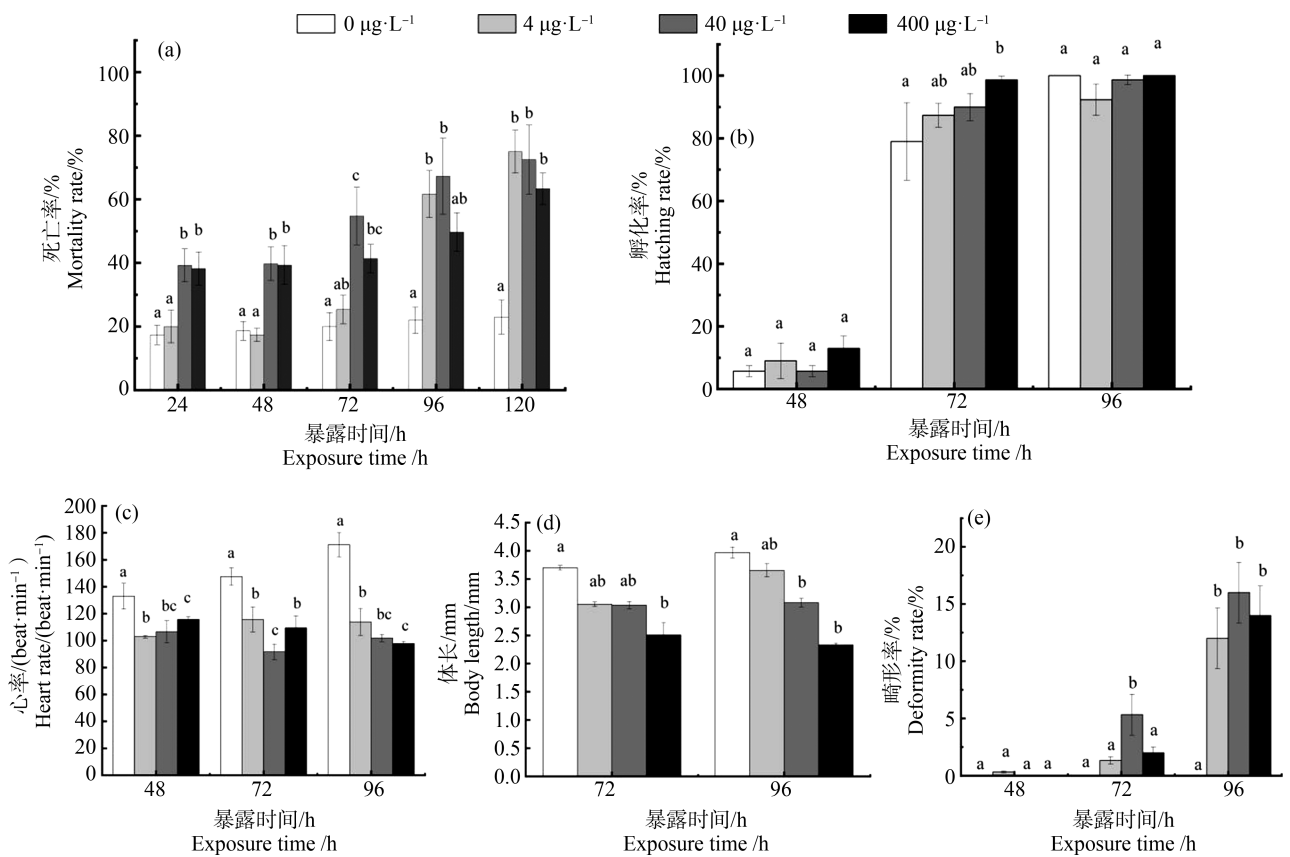 0 μg·L⁻¹ 4 μg·L⁻¹ 40 μg·L⁻¹ 400 μg·L⁻¹
(a)
死亡率/%
Mortality rate/%
100
80
60
40
20
0
a a b b
a a b b
a ab c bc
a b b ab
a b b b
24 48 72 96 120
暴露时间/h
Exposure time /h
(b)
孵化率/%
Hatching rate/%
100
80
60
40
20
0
a a a a
a ab ab b
a a a a
48 72 96
暴露时间/h
Exposure time /h
(c)
心率/(beat·min⁻¹)
Heart rate/(beat·min⁻¹)
200
180
160
140
120
100
80
60
40
20
0
a b bc c
a b c b
a b bc c
48 72 96
暴露时间/h
Exposure time /h
(d)
体长/mm
Body length/mm
4.5
4.0
3.5
3.0
2.5
2.0
1.5
1.0
0.5
0.0
a ab ab b
a ab b b
72 96
暴露时间/h
Exposure time /h
(e)
畸形率/%
Deformity rate/%
20
15
10
5
0
a a a a
a a b a
a b b b
48 72 96
暴露时间/h
Exposure time /h